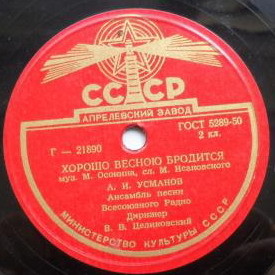 СССР
АПРЕЛЕВСКИЙ ЗАВОД
ГОСТ 5289-50
2 кл.
Г — 21890
ХОРОШО ВЕСНОЮ БРОДИТСЯ
муз. М. Осокина, сл. М. Исаковского
А. И. УСМАНОВ
Ансамбль песни
Всесоюзного Радио
Дирижер
В. В. Целиковский
МИНИСТЕРСТВО КУЛЬТУРЫ СССР